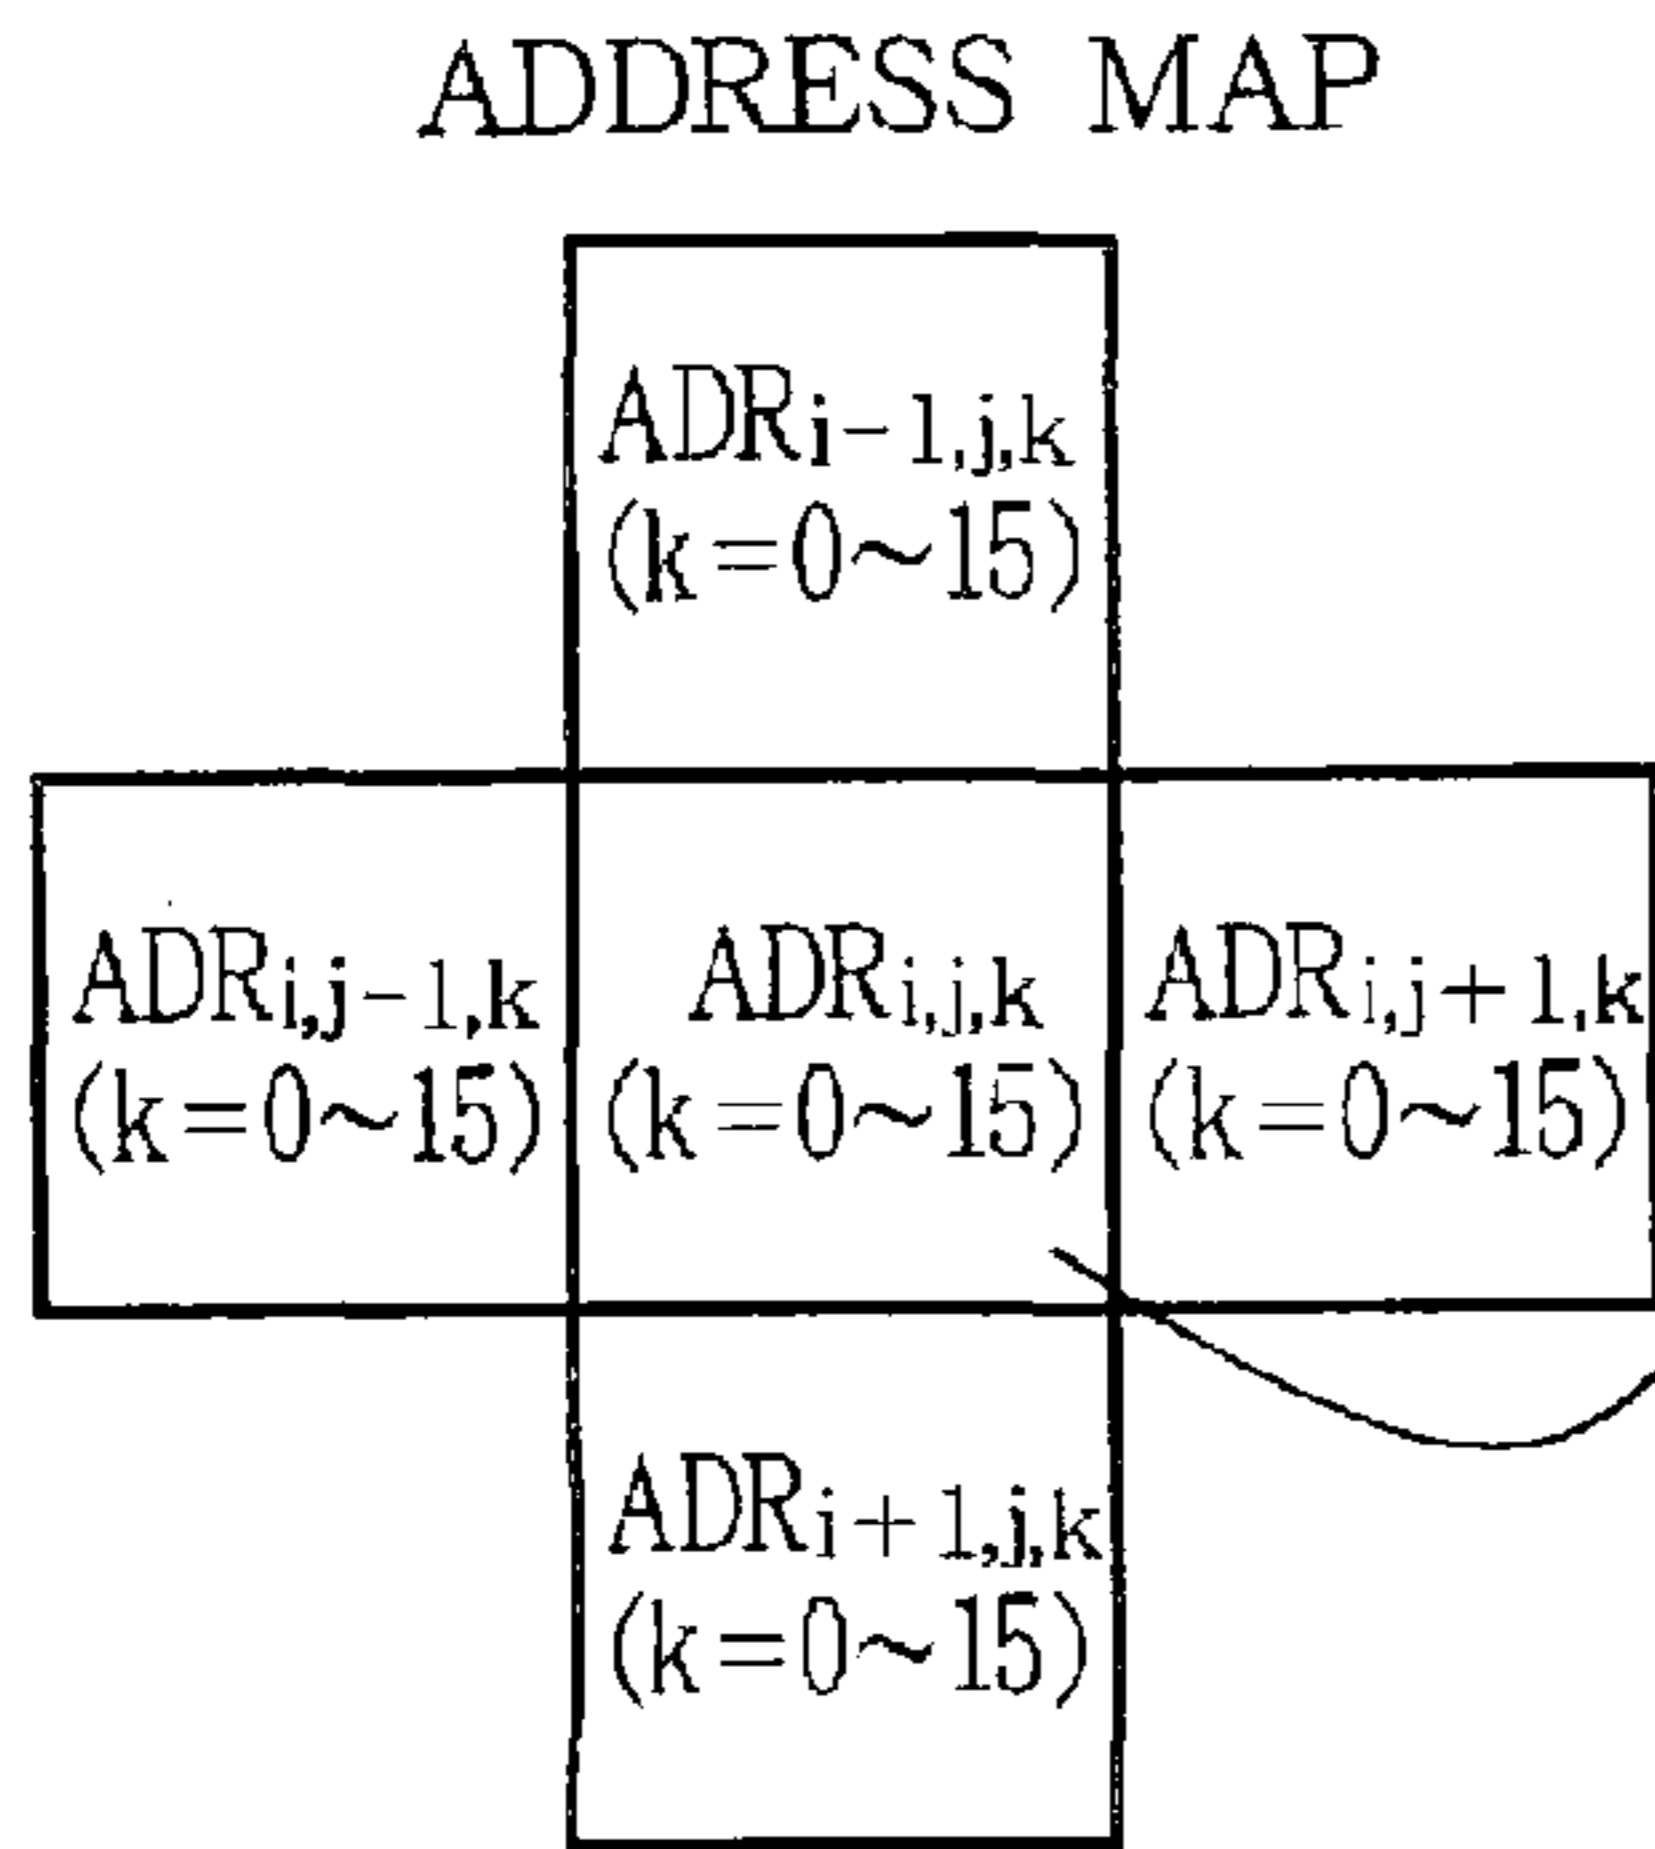 ADDRESS MAP
ADRi-1,j,k
(k=0~15)
ADRi,j-1,k
(k=0~15)
ADRi,j,k
(k=0~15)
ADRi,j+1,k
(k=0~15)
ADRi+1,j,k
(k=0~15)